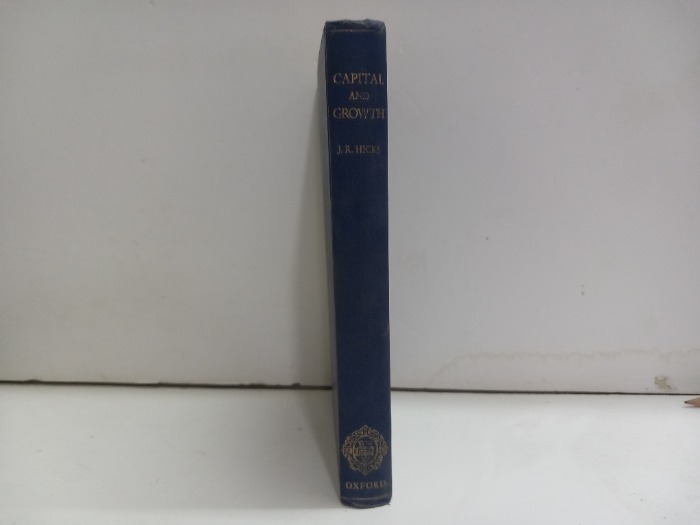 CAPITAL
AND
GROWTH
J. R. HICKS
OXFORD